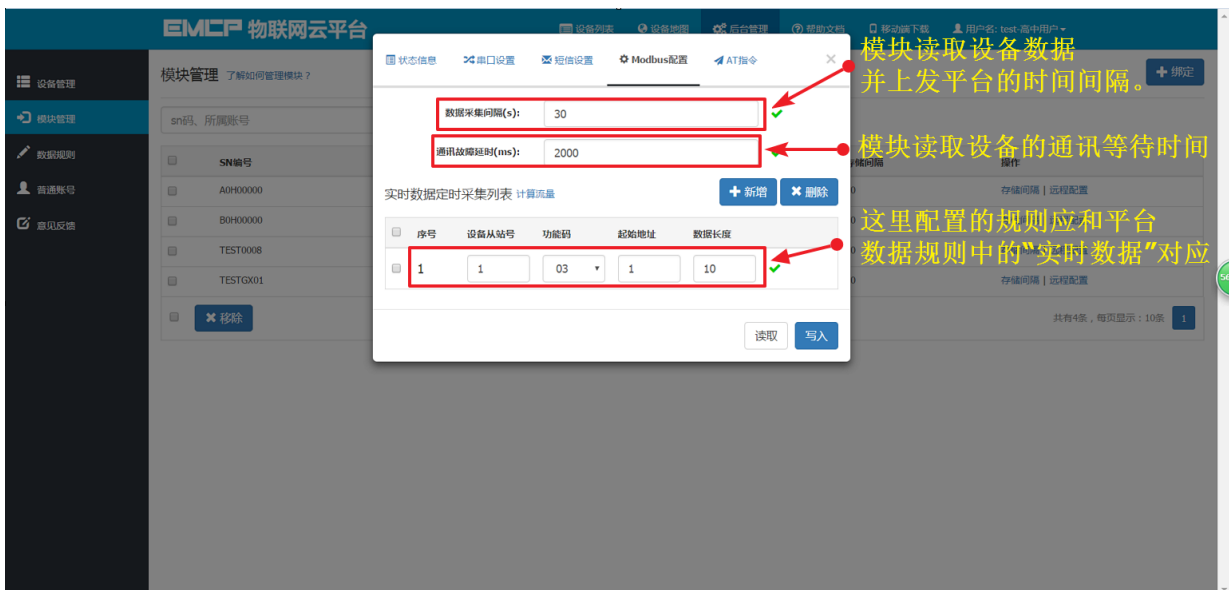 EMCP 物联网云平台
设备列表 设备地图 后台管理 帮助文档 移动端下载 用户名: test-高中用户
设备管理
模块管理
数据规则
普通账号
意见反馈
模块管理 了解如何管理模块？
绑定
sn码、所属账号
SN编号 存储间隔 操作
A0H00000 0 存储间隔 | 远程配置
B0H00000
TEST0008
TESTGX01 0 存储间隔 | 远程配置
移除
共有4条，每页显示：10条 1
状态信息 串口设置 短信设置 Modbus配置 AT指令 ×
数据采集间隔(s): 30
通讯故障延时(ms): 2000
实时数据定时采集列表 计算流量 新增 删除
序号 设备从站号 功能码 起始地址 数据长度
1 1 03 1 10
读取 写入
模块读取设备数据
并上发平台的时间间隔。
模块读取设备的通讯等待时间
这里配置的规则应和平台
数据规则中的“实时数据”对应